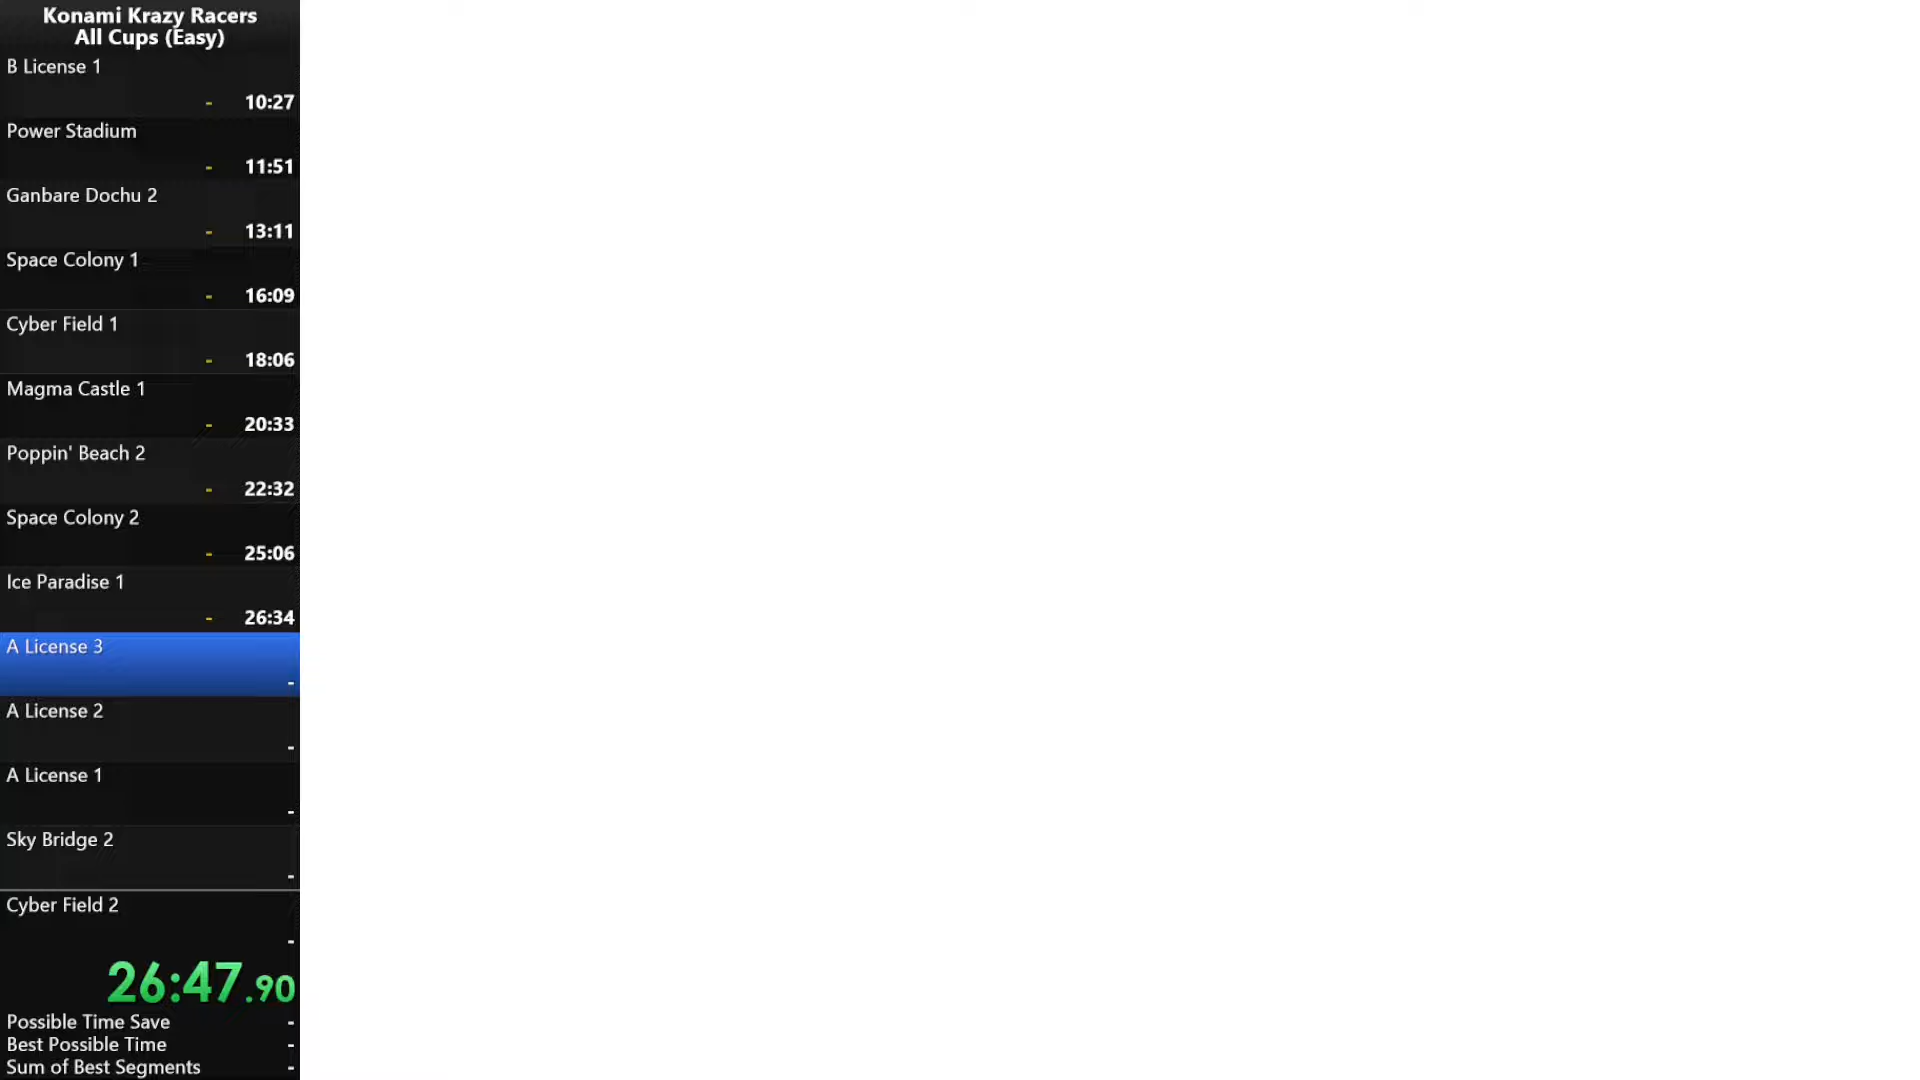 Konami Krazy Racers
All Cups (Easy)
B License 1
- 10:27
Power Stadium
- 11:51
Ganbare Dochu 2
- 13:11
Space Colony 1
- 16:09
Cyber Field 1
- 18:06
Magma Castle 1
- 20:33
Poppin' Beach 2
- 22:32
Space Colony 2
- 25:06
Ice Paradise 1
- 26:34
A License 3
-
A License 2
-
A License 1
-
Sky Bridge 2
-
Cyber Field 2
-
26:47.90
Possible Time Save -
Best Possible Time -
Sum of Best Segments -